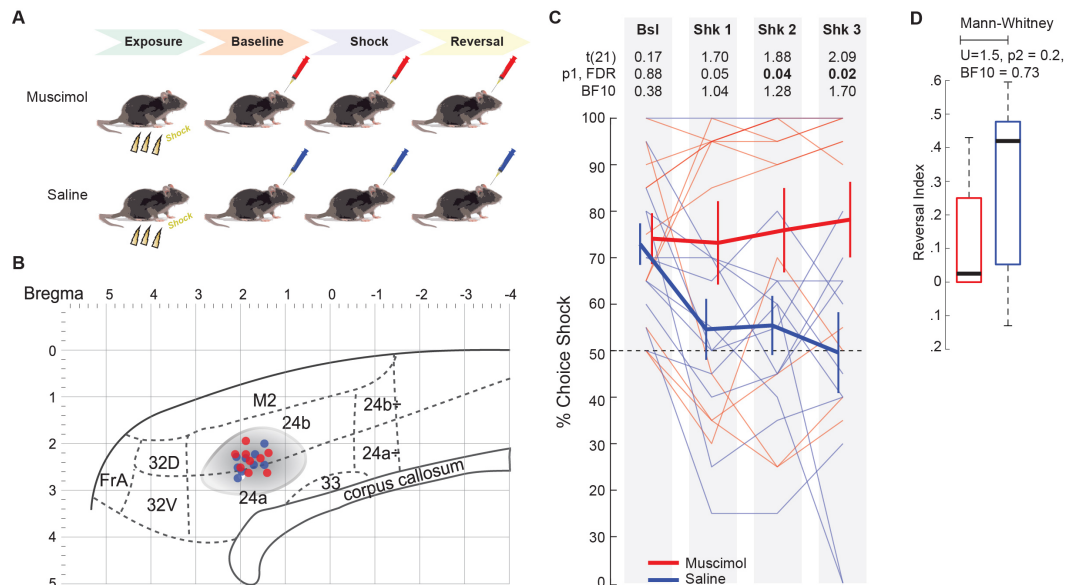 A
Exposure
Baseline
Shock
Reversal
Muscimol
Shock
Saline
Shock
B
Bregma
5
4
3
2
1
0
-1
-2
-3
-4
0
1
2
3
4
5
M2
24b
24b-
32D
24a-
FrA
32V
24a
33
corpus callosum
C
Bsl Shk 1 Shk 2 Shk 3
t(21) 0.17 1.70 1.88 2.09
p1, FDR 0.88 0.05 0.04 0.02
BF10 0.38 1.04 1.28 1.70
% Choice Shock
100
90
80
70
60
50
40
30
20
10
0
Muscimol
Saline
D
Mann-Whitney
U=1.5, p2 = 0.2,
BF10 = 0.73
Reversal Index
.6
.5
.4
.3
.2
.1
0
.1
.2